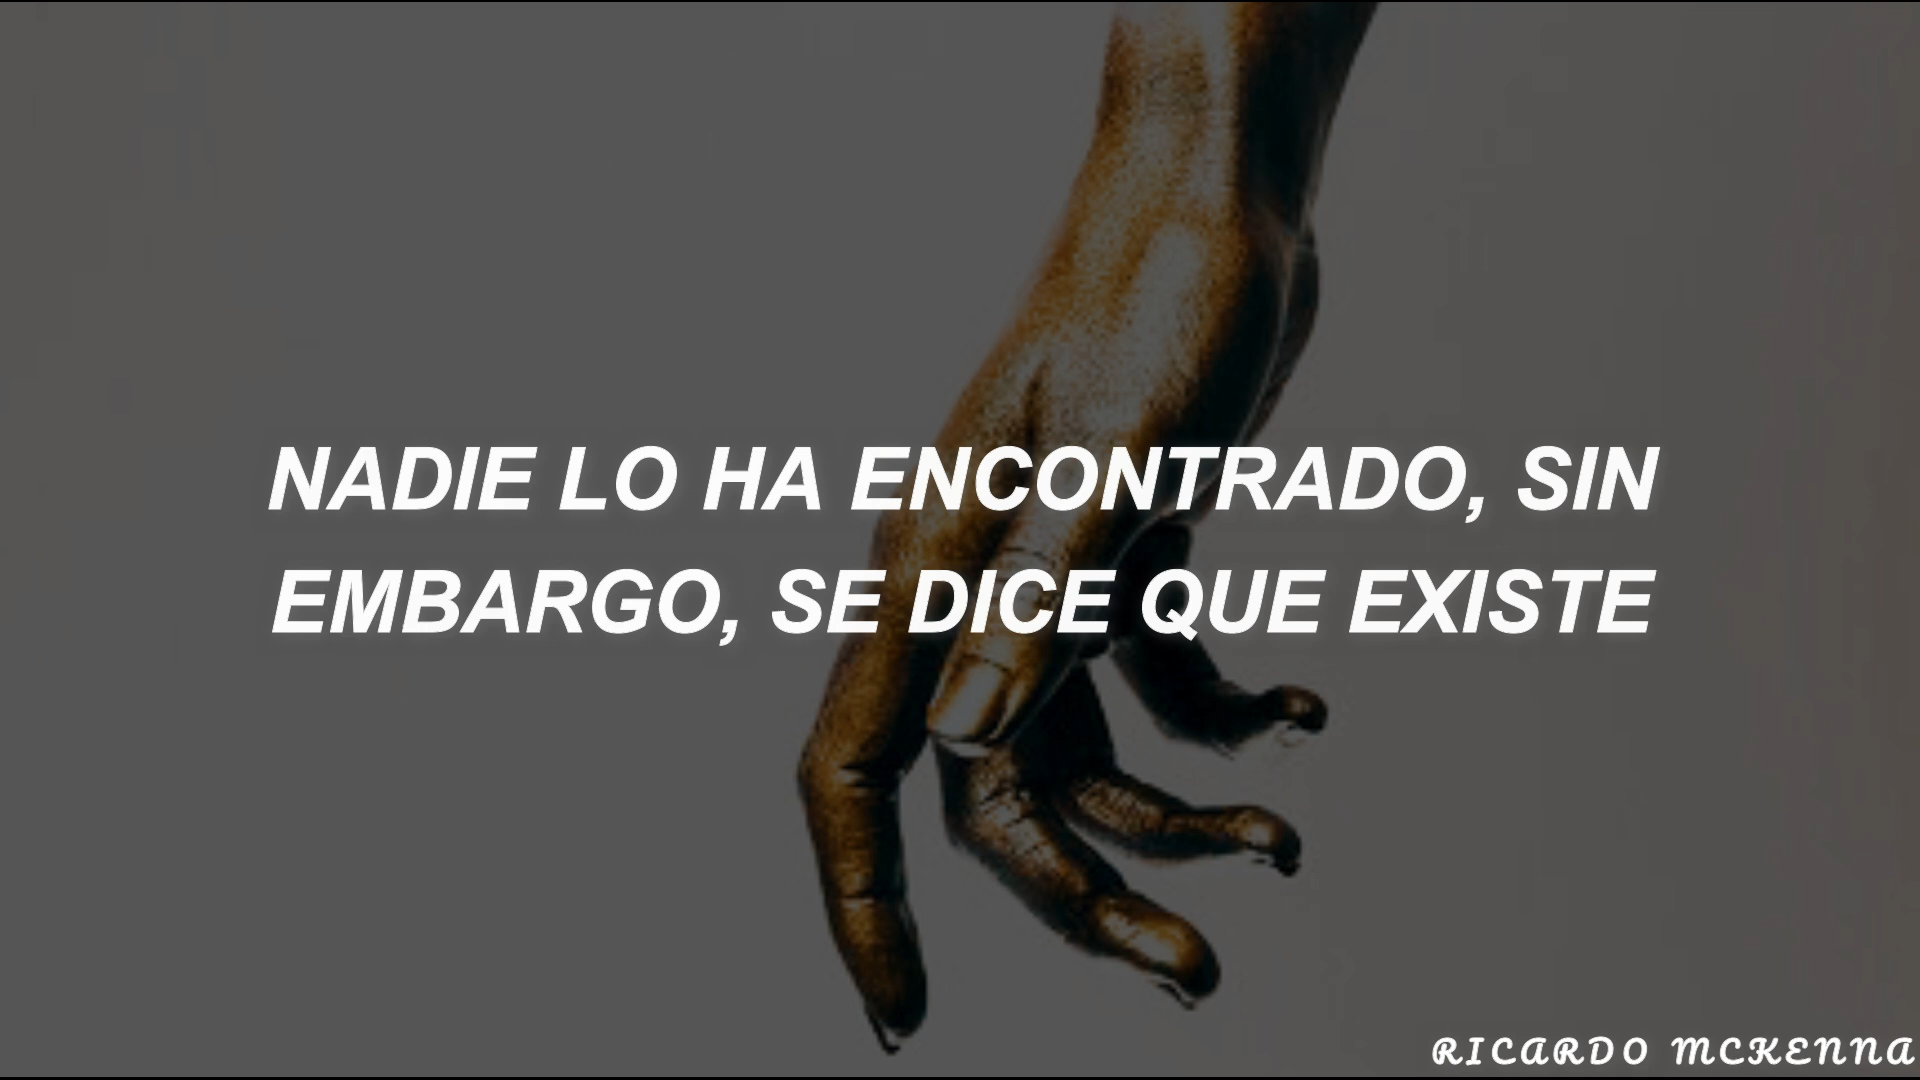 NADIE LO HA ENCONTRADO, SIN
EMBARGO, SE DICE QUE EXISTE
RICARDO MCKENNA